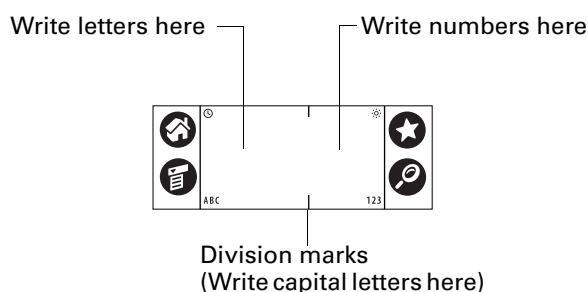 Write letters here
Write numbers here
ABC
123
Division marks
(Write capital letters here)